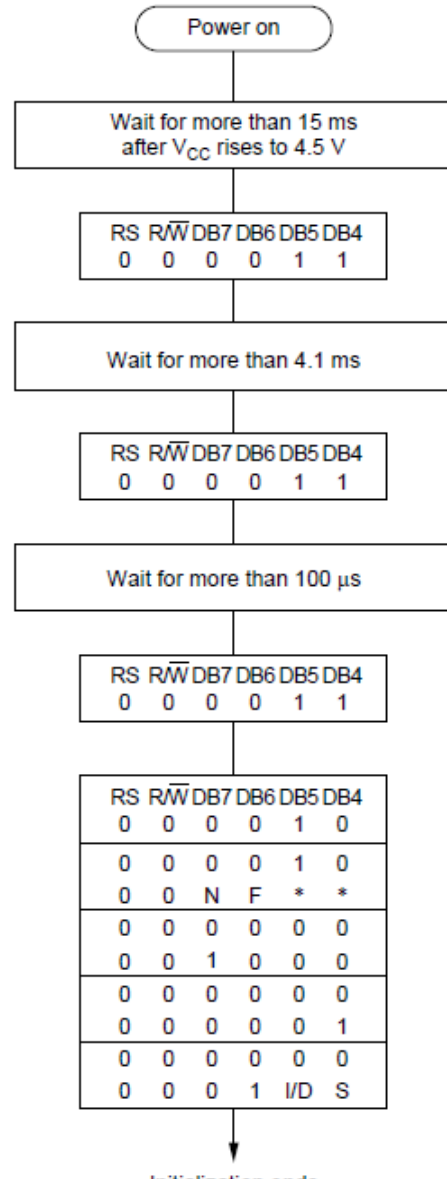 Power on
Wait for more than 15 ms
after VCC rises to 4.5 V
RS R/W̅ DB7 DB6 DB5 DB4
0 0 0 0 1 1
Wait for more than 4.1 ms
RS R/W̅ DB7 DB6 DB5 DB4
0 0 0 0 1 1
Wait for more than 100 μs
RS R/W̅ DB7 DB6 DB5 DB4
0 0 0 0 1 1
RS R/W̅ DB7 DB6 DB5 DB4
0 0 0 0 1 0
0 0 0 0 1 0
0 0 N F * *
0 0 0 0 0 0
0 0 1 0 0 0
0 0 0 0 0 0
0 0 0 0 0 1
0 0 0 0 0 0
0 0 0 1 I/D S
Initialization ends